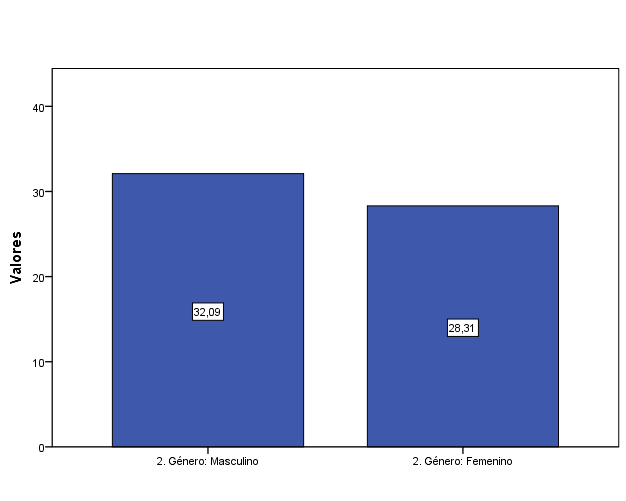 40
30
20
10
0
Valores
32,09
28,31
2. Género: Masculino
2. Género: Femenino